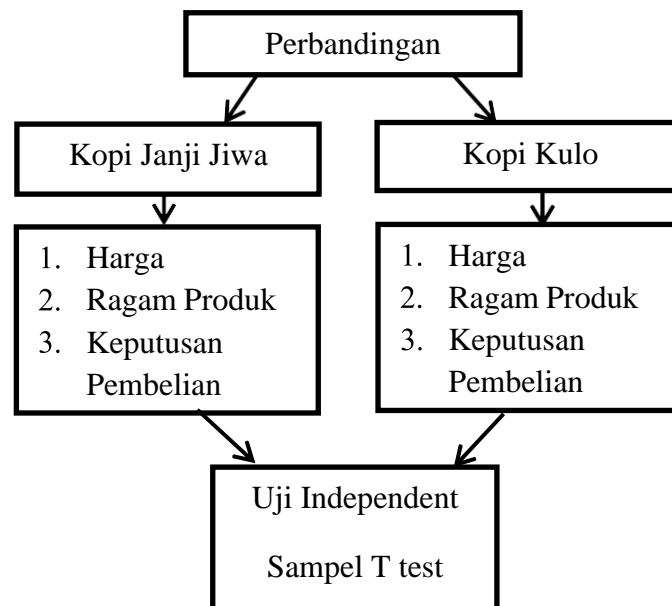 Perbandingan
Kopi Janji Jiwa
Kopi Kulo
1. Harga
2. Ragam Produk
3. Keputusan
Pembelian
1. Harga
2. Ragam Produk
3. Keputusan
Pembelian
Uji Independent
Sampel T test